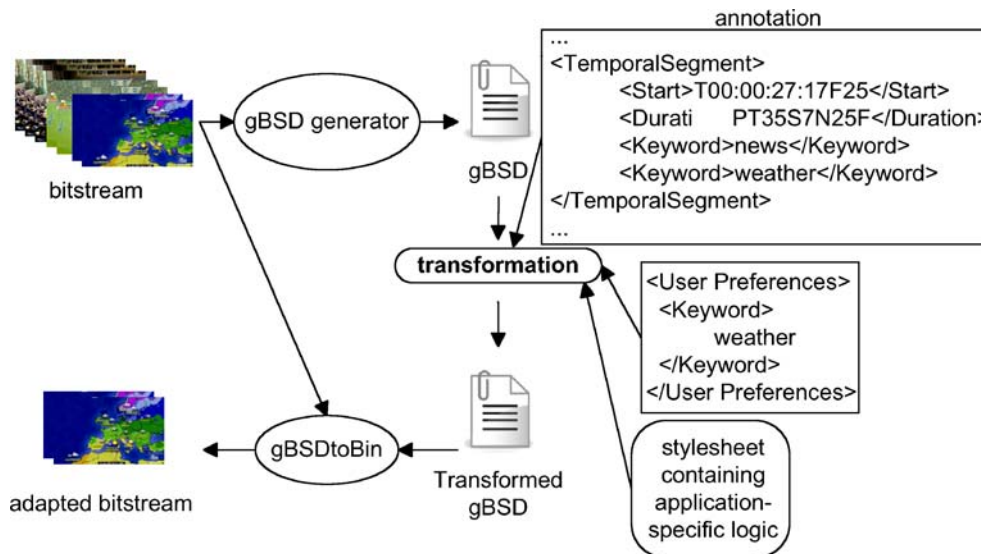 annotation
...
<TemporalSegment>
<Start>T00:00:27:17F25</Start>
<Durati PT35S7N25F</Duration>
<Keyword>news</Keyword>
<Keyword>weather</Keyword>
</TemporalSegment>
...
bitstream
gBSD generator
gBSD
transformation
<User Preferences>
<Keyword>
weather
</Keyword>
</User Preferences>
stylesheet
containing
application-
specific logic
Transformed
gBSD
gBSDtoBin
adapted bitstream